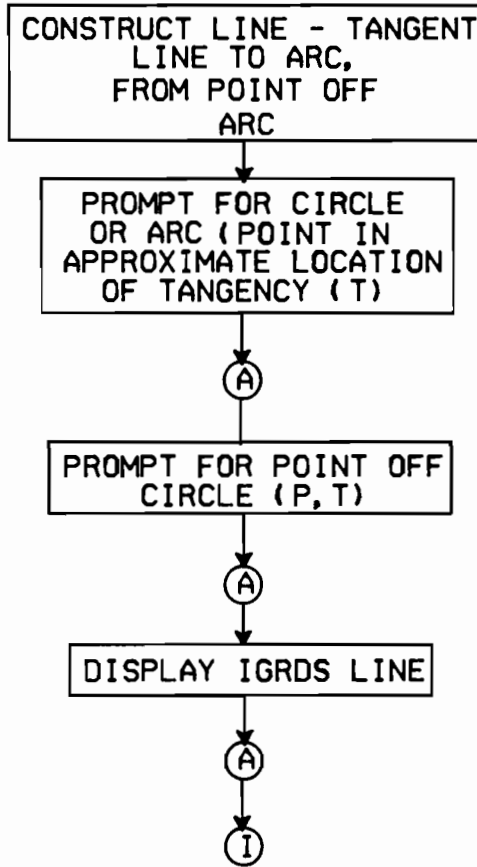 CONSTRUCT LINE - TANGENT
LINE TO ARC,
FROM POINT OFF
ARC
PROMPT FOR CIRCLE
OR ARC (POINT IN
APPROXIMATE LOCATION
OF TANGENCY (T)
A
PROMPT FOR POINT OFF
CIRCLE (P,T)
A
DISPLAY IGRDS LINE
A
I